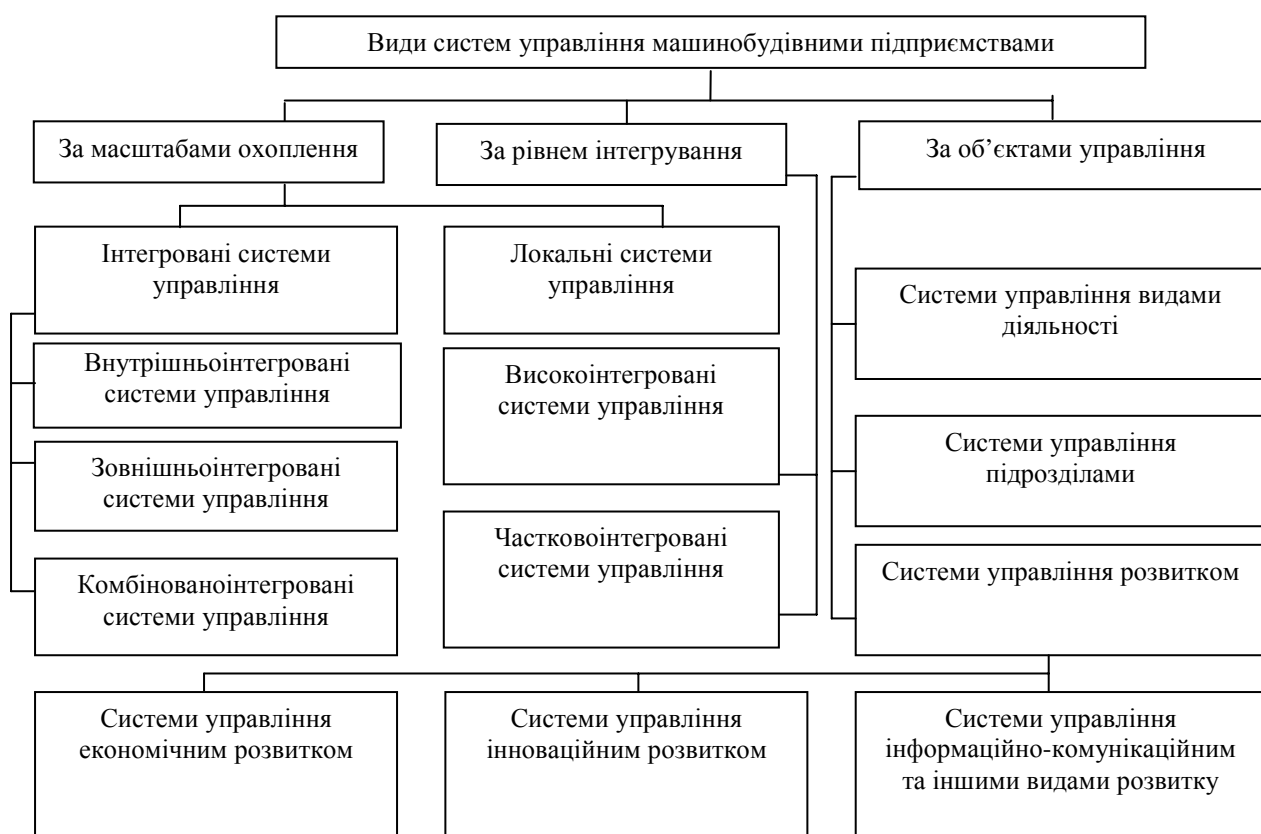 Види систем управління машинобудівними підприємствами
За масштабами охоплення
За рівнем інтегрування
За об’єктами управління
Інтегровані системи
управління
Локальні системи
управління
Системи управління видами
діяльності
Внутрішньоінтегровані
системи управління
Високоінтегровані
системи управління
Системи управління
підрозділами
Зовнішньоінтегровані
системи управління
Частковоінтегровані
системи управління
Системи управління розвитком
Комбінованоінтегровані
системи управління
Системи управління
економічним розвитком
Системи управління
інноваційним розвитком
Системи управління
інформаційно-комунікаційним
та іншими видами розвитку